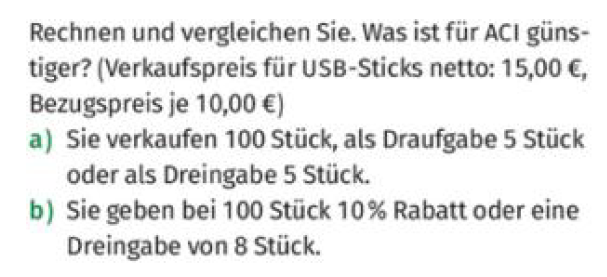 Rechnen und vergleichen Sie. Was ist für ACI güns-
tiger? (Verkaufspreis für USB-Sticks netto: 15,00 €,
Bezugspreis je 10,00 €)
a) Sie verkaufen 100 Stück, als Draufgabe 5 Stück
oder als Dreingabe 5 Stück.
b) Sie geben bei 100 Stück 10% Rabatt oder eine
Dreingabe von 8 Stück.